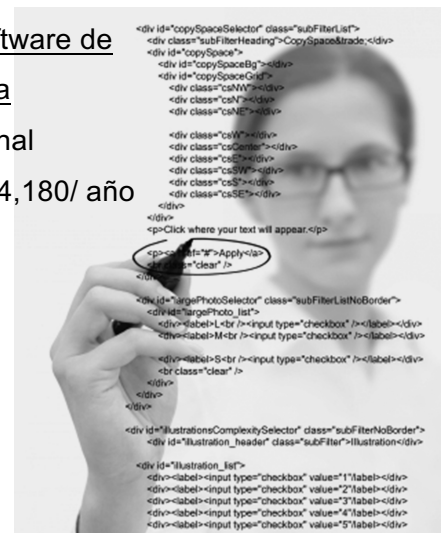 ftware de
a
nal
4,180/ año
<div id="copySpaceSelector" class="subFilterList">
<div class="subFilterHeading">CopySpace&trade;</div>
<div id="copySpace">
<div id="copySpaceBg"></div>
<div id="copySpaceGrid">
<div class="csNW"></div>
<div class="csN"></div>
<div class="csNE"></div>
<div class="csW"></div>
<div class="csCenter"></div>
<div class="csE"></div>
<div class="csSW"></div>
<div class="csS"></div>
<div class="csSE"></div>
</div>
</div>
<p>Click where your text will appear.</p>
<p><a href="#">Apply</a>
<br class="clear" />
</div>
<div id="largePhotoSelector" class="subFilterListNoBorder">
<div id="largePhoto_list">
<div><label>L<br /><input type="checkbox" /></label></div>
<div><label>M<br /><input type="checkbox" /></label></div>
<div><label>S<br /><input type="checkbox" /></label></div>
<br class="clear" />
</div>
</div>
<div id="illustrationsComplexitySelector" class="subFilterNoBorder">
<div id="illustration_header" class="subFilter">Illustration</div>
<div id="illustration_list">
<div><label><input type="checkbox" value="1"/label></div>
<div><label><input type="checkbox" value="2"/label></div>
<div><label><input type="checkbox" value="3"/label></div>
<div><label><input type="checkbox" value="4"/label></div>
<div><label><input type="checkbox" value="5"/label></div>